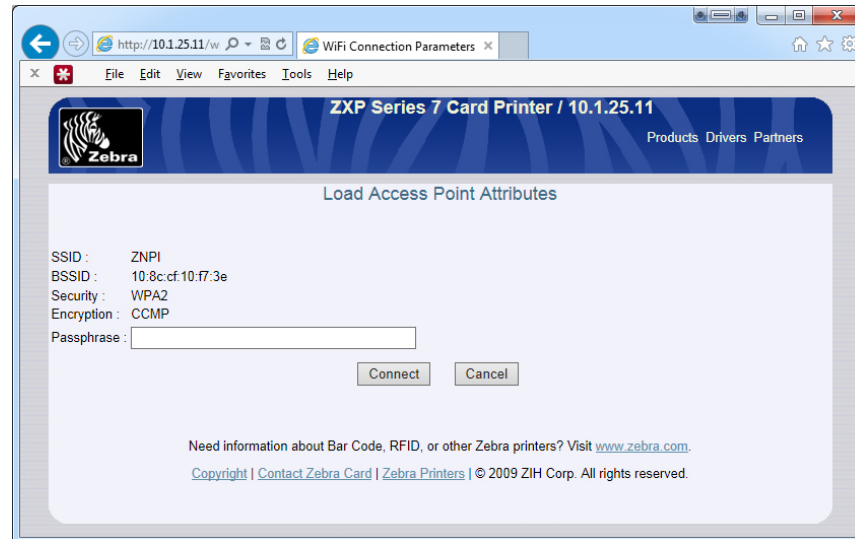 http://10.1.25.11/w
WiFi Connection Parameters
File Edit View Favorites Tools Help
ZXP Series 7 Card Printer / 10.1.25.11
Zebra
Products Drivers Partners
Load Access Point Attributes
SSID : ZNPI
BSSID : 10:8c:cf:10:f7:3e
Security : WPA2
Encryption : CCMP
Passphrase :
Connect Cancel
Need information about Bar Code, RFID, or other Zebra printers? Visit www.zebra.com.
Copyright | Contact Zebra Card | Zebra Printers | © 2009 ZIH Corp. All rights reserved.